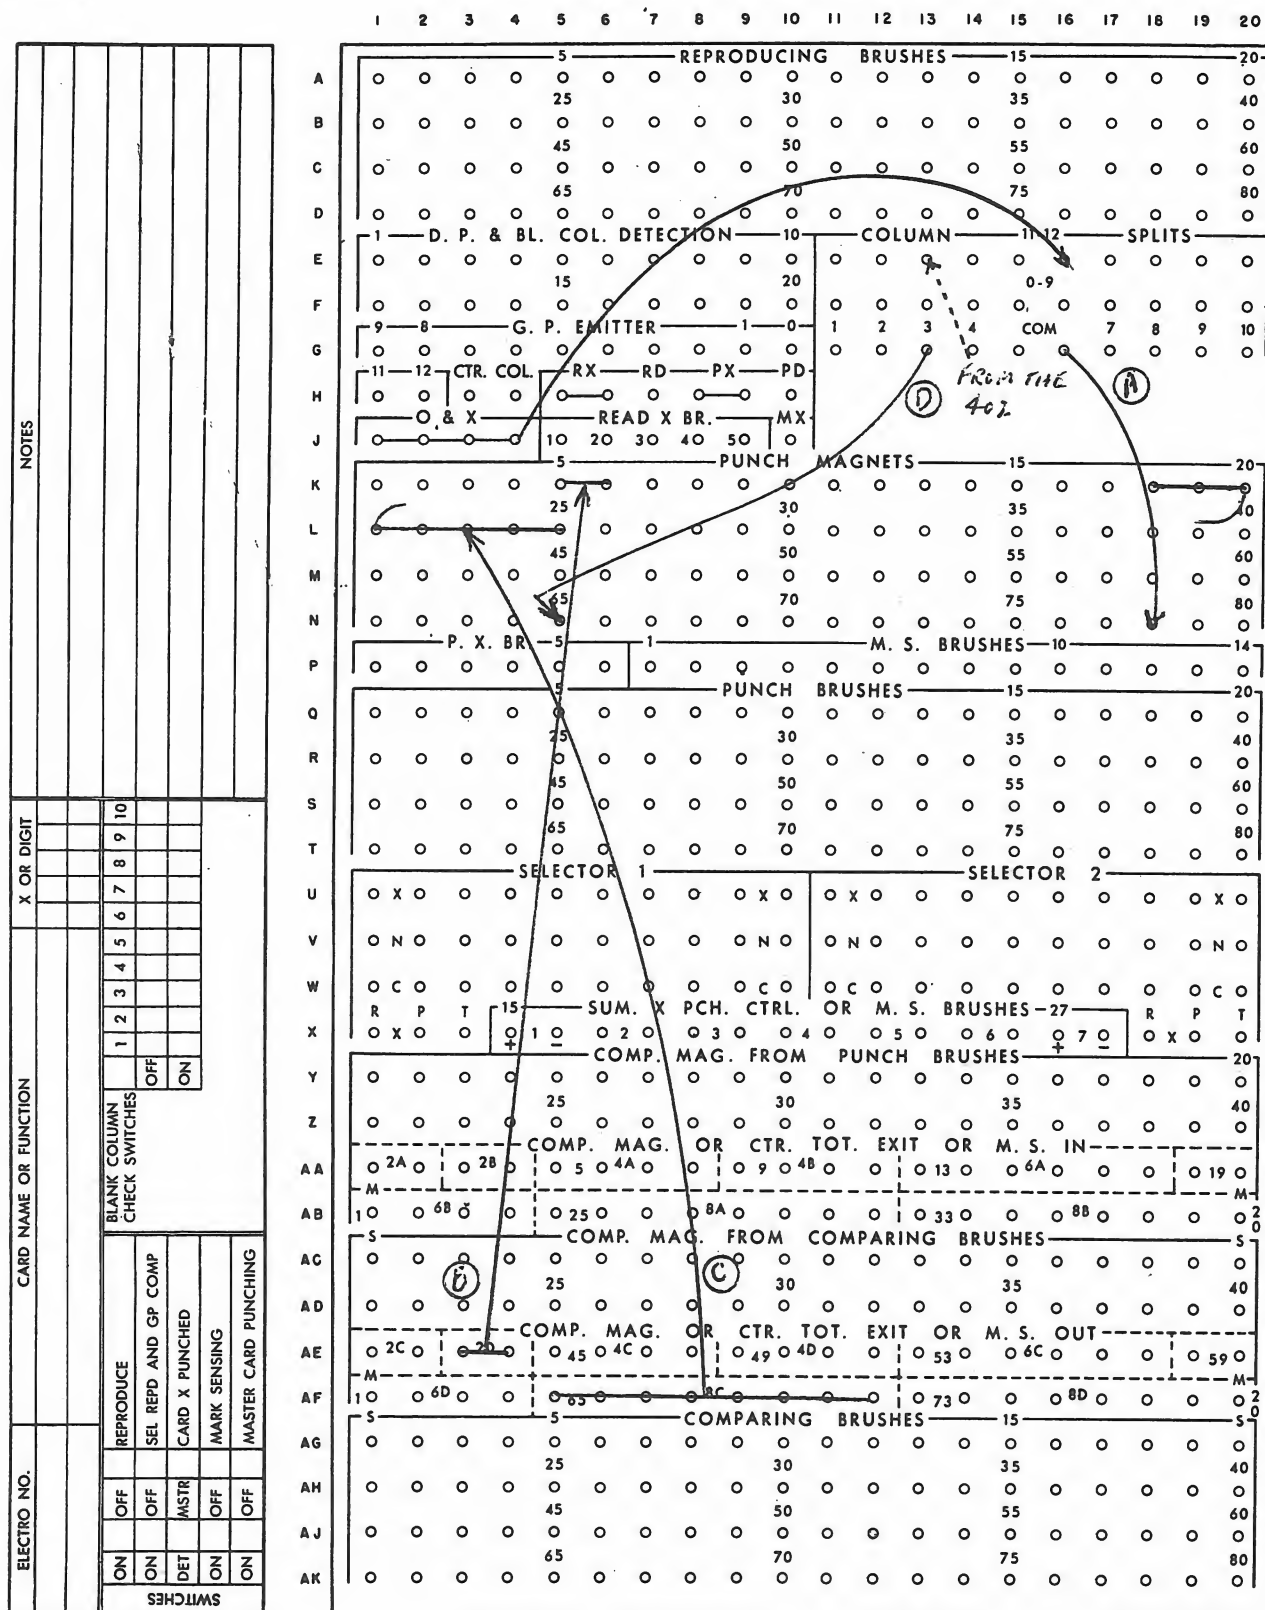 1 2 3 4 5 6 7 8 9 10 11 12 13 14 15 16 17 18 19 20
5 REPRODUCING BRUSHES 15 20
A
25 30 35 40
B
45 50 55 60
C
65 70 75 80
D
1 D. P. & BL. COL. DETECTION 10 COLUMN 11-12 SPLITS
E
15 20 0-9
F
9 8 G. P. EMITTER 1 0 1 2 3 4 COM 7 8 9 10
G
11 12 CTR. COL. RX RD PX PD
FROM THE
402
D
A
H
O & X READ X BR. MX
J 10 20 30 40 50
5 PUNCH MAGNETS 15 20
K
25 30 35 40
L
45 50 55 60
M
65 70 75 80
N
P. X. BR. 5 1 M. S. BRUSHES 10 14
P
5 PUNCH BRUSHES 15 20
Q
25 30 35 40
R
45 50 55 60
S
65 70 75 80
T
SELECTOR 1 SELECTOR 2
U X X X X
V N N N N
W C C C C
R P T 15 SUM. X PCH. CTRL. OR M. S. BRUSHES 27 R P T
X X 1 2 3 4 5 6 7 X
+ - + -
COMP. MAG. FROM PUNCH BRUSHES 20
Y
25 30 35 40
Z
COMP. MAG. OR CTR. TOT. EXIT OR M. S. IN
AA 2A 2B 5 4A 9 4B 13 6A 19
M M
AB 1 6B 25 8A 33 8B 20
S COMP. MAG. FROM COMPARING BRUSHES S
AC
C
25 30 35 40
AD
COMP. MAG. OR CTR. TOT. EXIT OR M. S. OUT
AE 2C 2D 45 4C 49 4D 53 6C 59
M M
AF 1 6D 65 8C 73 8D 20
S 5 COMPARING BRUSHES 15 S
AG
25 30 35 40
AH
45 50 55 60
AJ
65 70 75 80
AK
NOTES
X OR DIGIT
CARD NAME OR FUNCTION
ELECTRO NO.
BLANK COLUMN
CHECK SWITCHES
1 2 3 4 5 6 7 8 9 10
OFF
ON
SWITCHES
ON OFF REPRODUCE
ON OFF SEL REPD AND GP COMP
DET MSTR CARD X PUNCHED
ON OFF MARK SENSING
ON OFF MASTER CARD PUNCHING